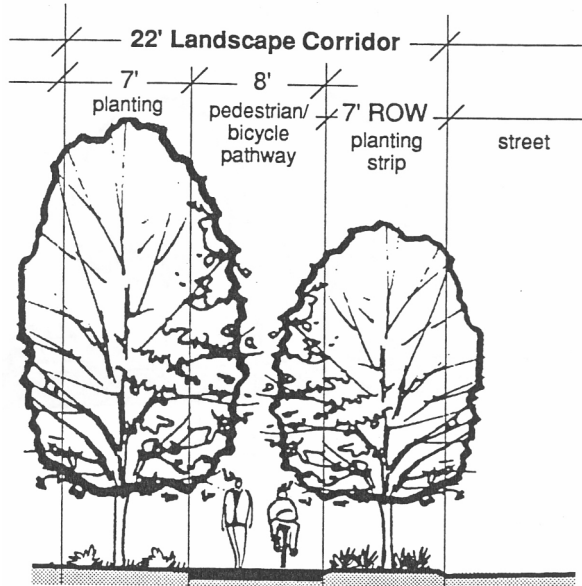 22' Landscape Corridor
7'
planting
8'
pedestrian/
bicycle
pathway
7' ROW
planting
strip
street